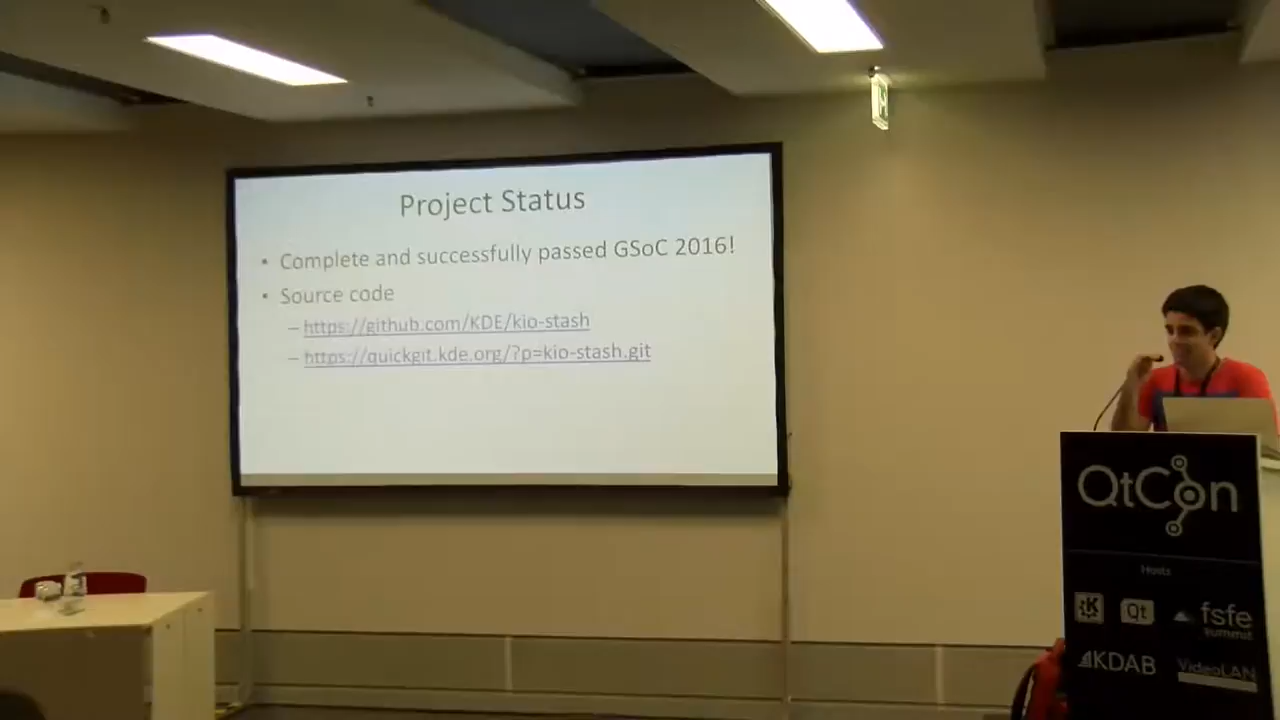 Project Status
• Complete and successfully passed GSoC 2016!
• Source code
– https://github.com/KDE/kio-stash
– https://quickgit.kde.org/?p=kio-stash.git
QtCon
Hosts
K
Qt
fsfe
summit
KDAB
VideoLAN